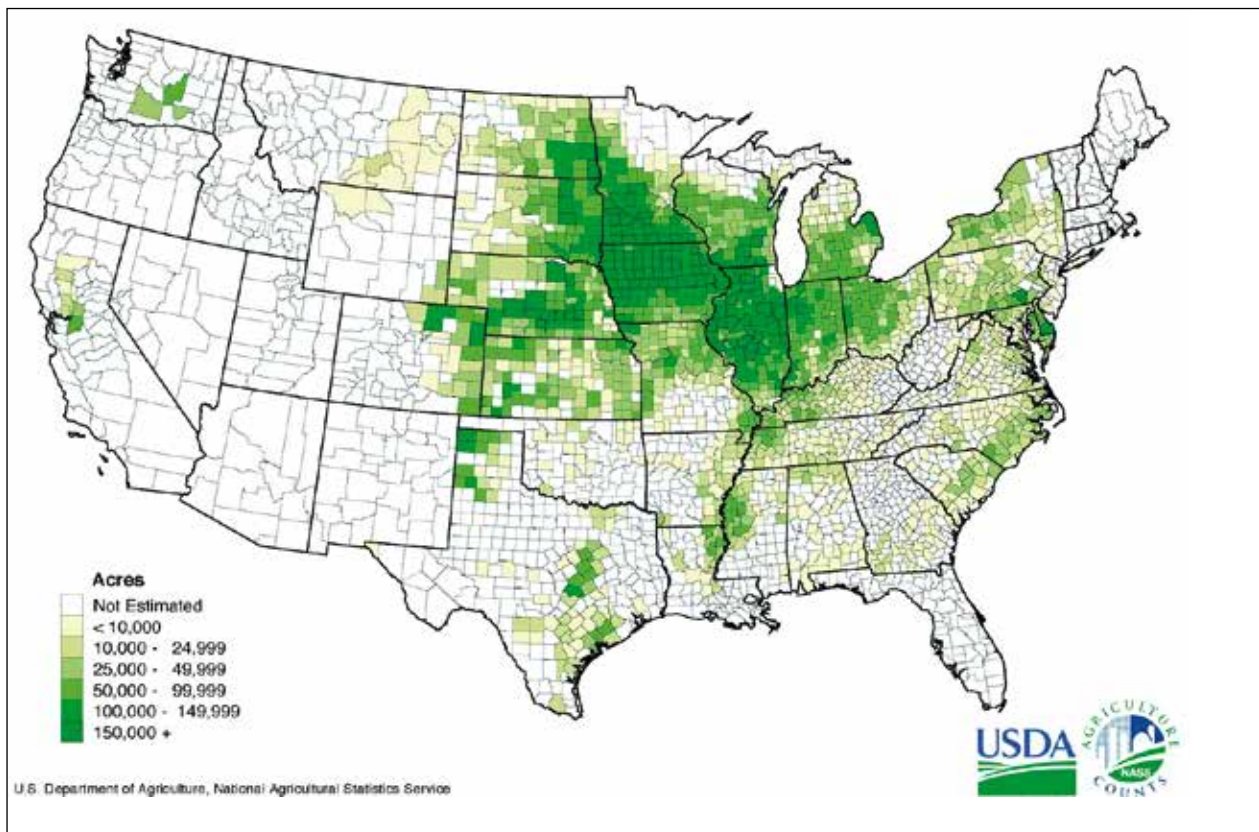 Acres
Not Estimated
< 10,000
10,000 - 24,999
25,000 - 49,999
50,000 - 99,999
100,000 - 149,999
150,000 +
USDA
AGRICULTURE
NASS
COUNTS
U.S. Department of Agriculture, National Agricultural Statistics Service